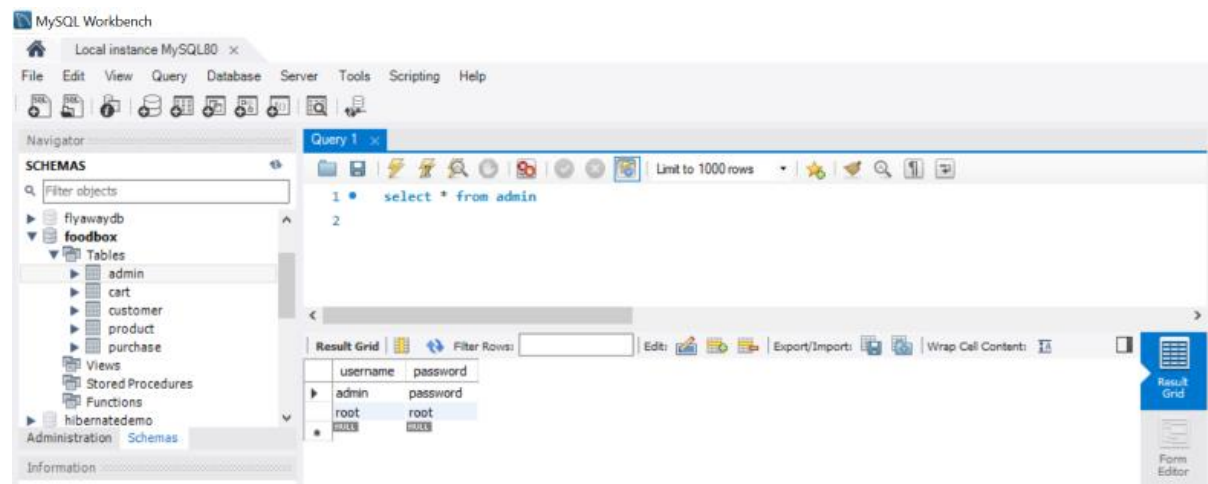 MySQL Workbench
Local instance MySQL80 ×
File Edit View Query Database Server Tools Scripting Help
Navigator
SCHEMAS
Filter objects
flyawaydb
foodbox
Tables
admin
cart
customer
product
purchase
Views
Stored Procedures
Functions
hibernatedemo
Administration Schemas
Information
Query 1 ×
Limit to 1000 rows
1 select * from admin
2
Result Grid Filter Rows: Edit: Export/Import: Wrap Cell Content:
username password
admin password
root root
NULL NULL
Result
Grid
Form
Editor